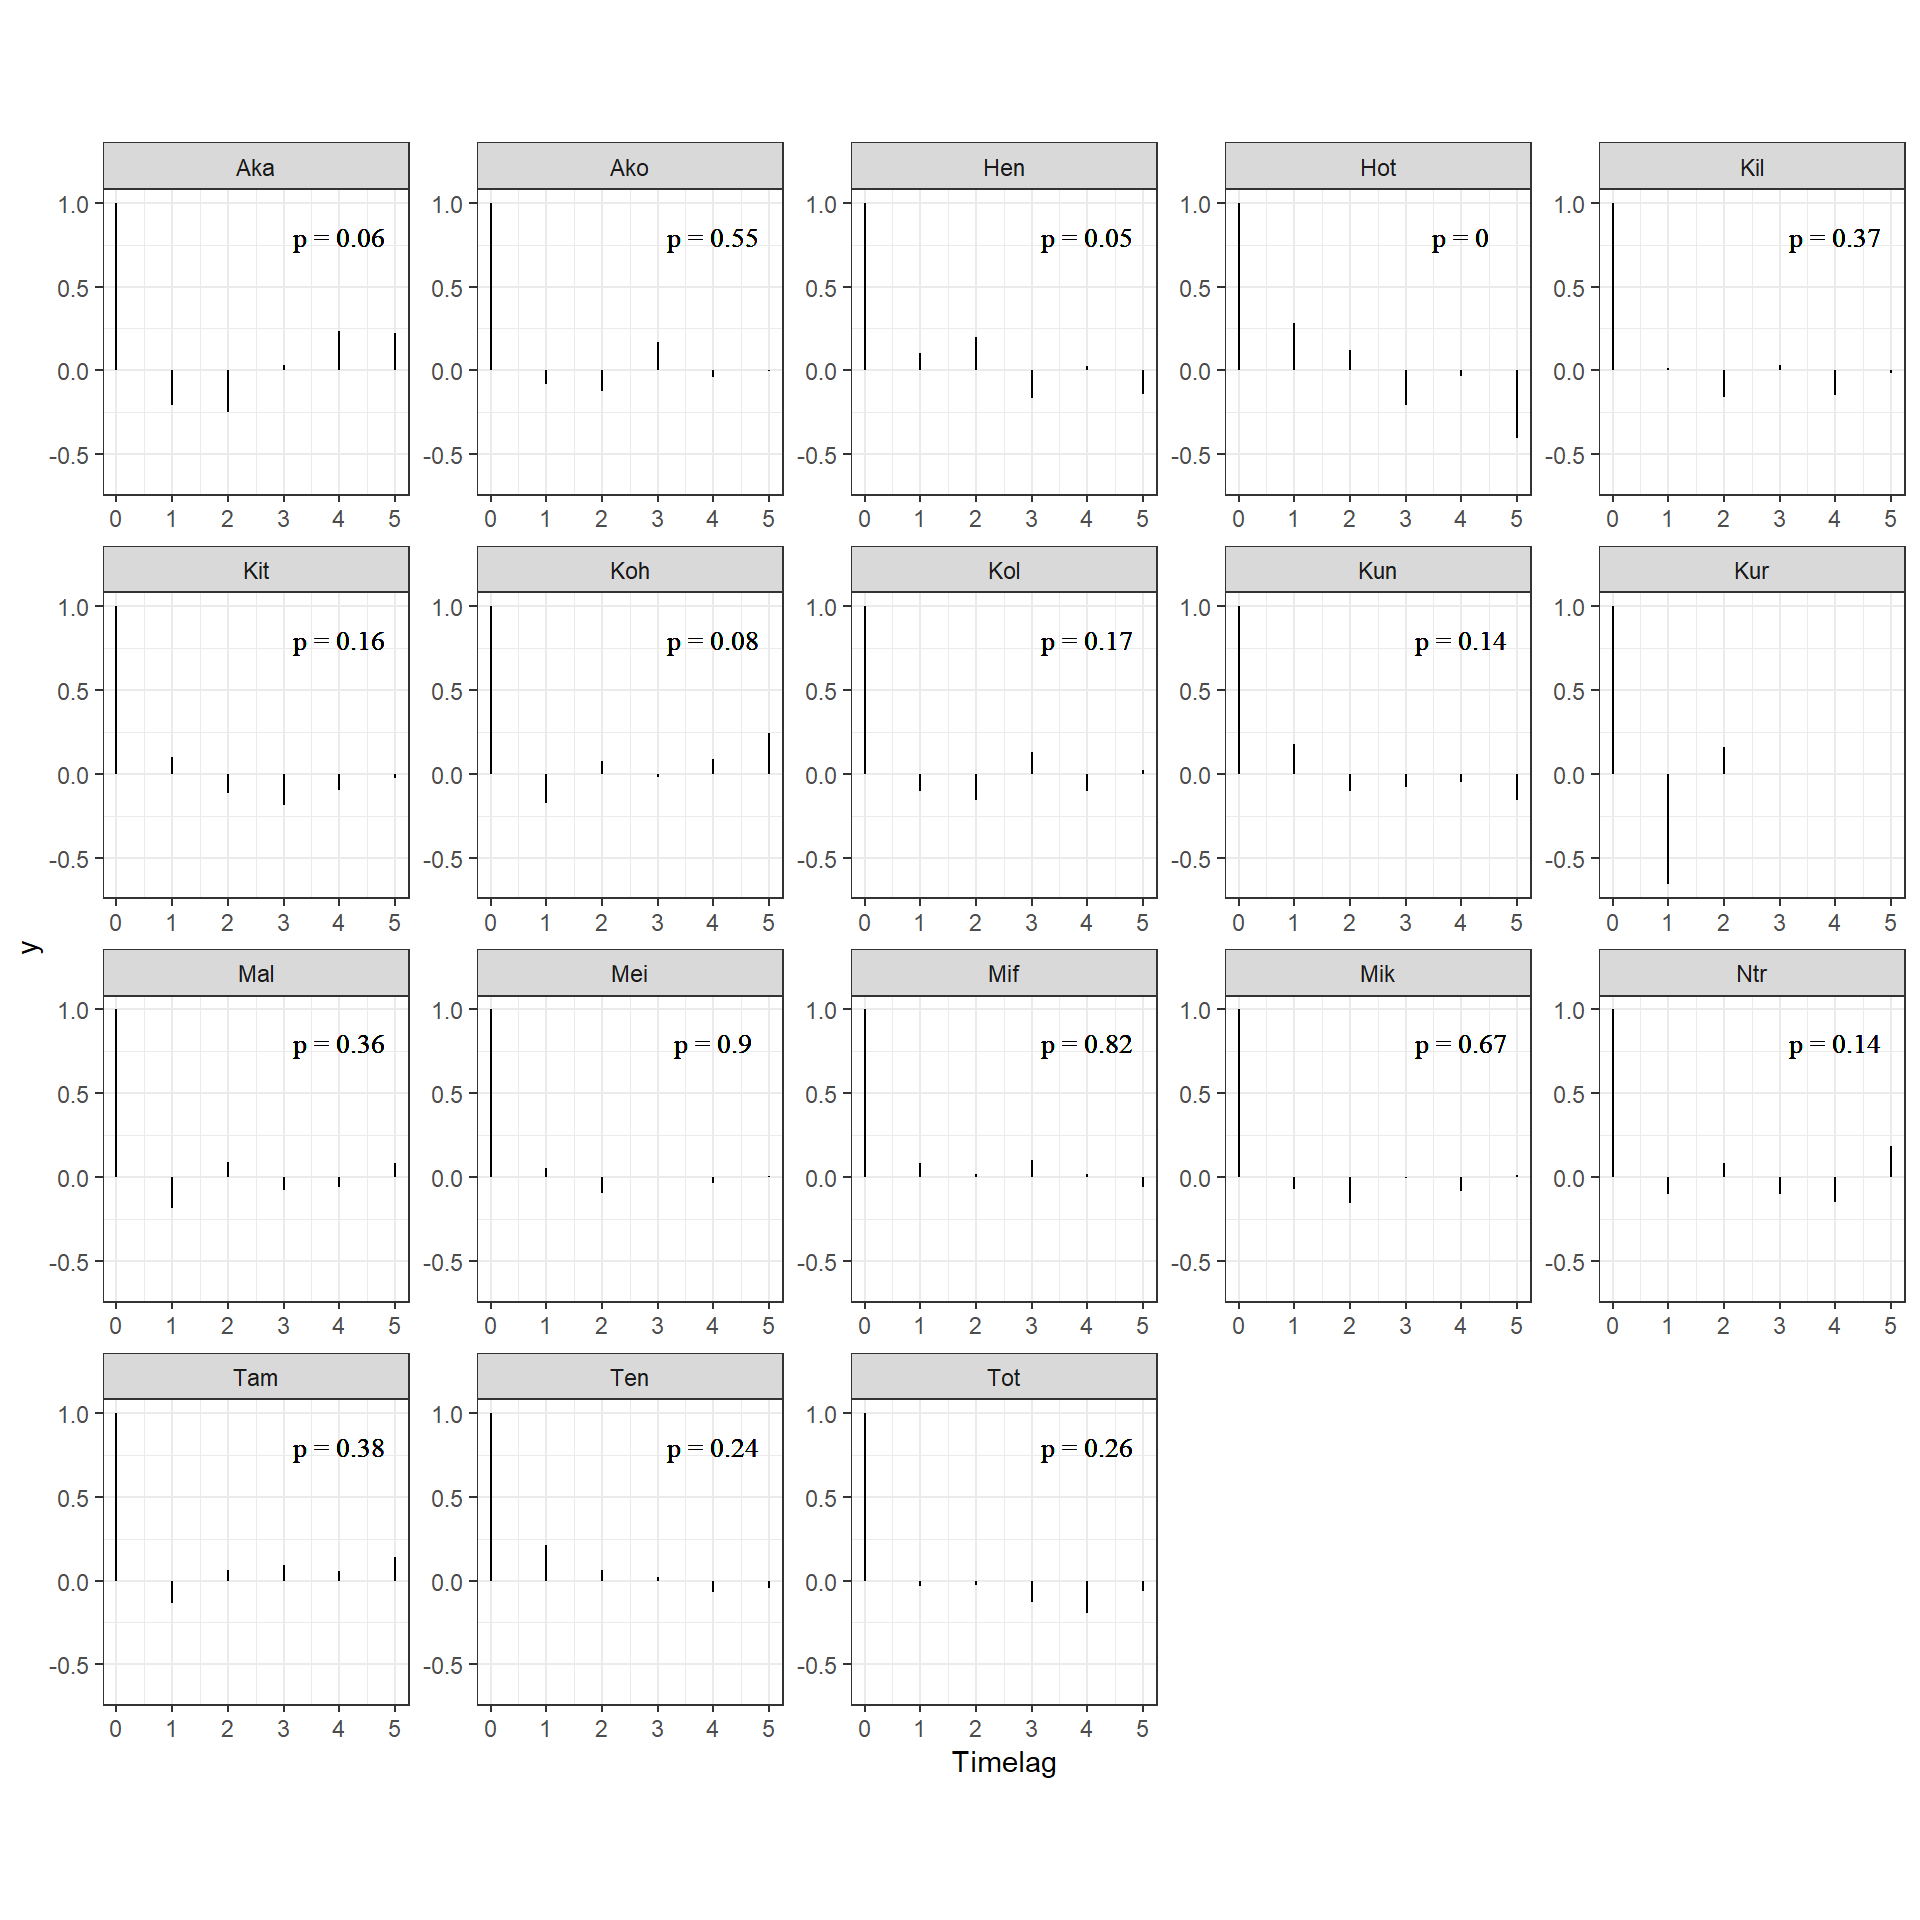 Aka Ako Hen Hot Kil
1.0 1.0 1.0 1.0 1.0
p = 0.06 p = 0.55 p = 0.05 p = 0 p = 0.37
0.5 0.5 0.5 0.5 0.5
0.0 0.0 0.0 0.0 0.0
-0.5 -0.5 -0.5 -0.5 -0.5
0 1 2 3 4 5 0 1 2 3 4 5 0 1 2 3 4 5 0 1 2 3 4 5 0 1 2 3 4 5
Kit Koh Kol Kun Kur
1.0 1.0 1.0 1.0 1.0
p = 0.16 p = 0.08 p = 0.17 p = 0.14
0.5 0.5 0.5 0.5 0.5
0.0 0.0 0.0 0.0 0.0
-0.5 -0.5 -0.5 -0.5 -0.5
0 1 2 3 4 5 0 1 2 3 4 5 0 1 2 3 4 5 0 1 2 3 4 5 0 1 2 3 4 5
y
Mal Mei Mif Mik Ntr
1.0 1.0 1.0 1.0 1.0
p = 0.36 p = 0.9 p = 0.82 p = 0.67 p = 0.14
0.5 0.5 0.5 0.5 0.5
0.0 0.0 0.0 0.0 0.0
-0.5 -0.5 -0.5 -0.5 -0.5
0 1 2 3 4 5 0 1 2 3 4 5 0 1 2 3 4 5 0 1 2 3 4 5 0 1 2 3 4 5
Tam Ten Tot
1.0 1.0 1.0
p = 0.38 p = 0.24 p = 0.26
0.5 0.5 0.5
0.0 0.0 0.0
-0.5 -0.5 -0.5
0 1 2 3 4 5 0 1 2 3 4 5 0 1 2 3 4 5
Timelag